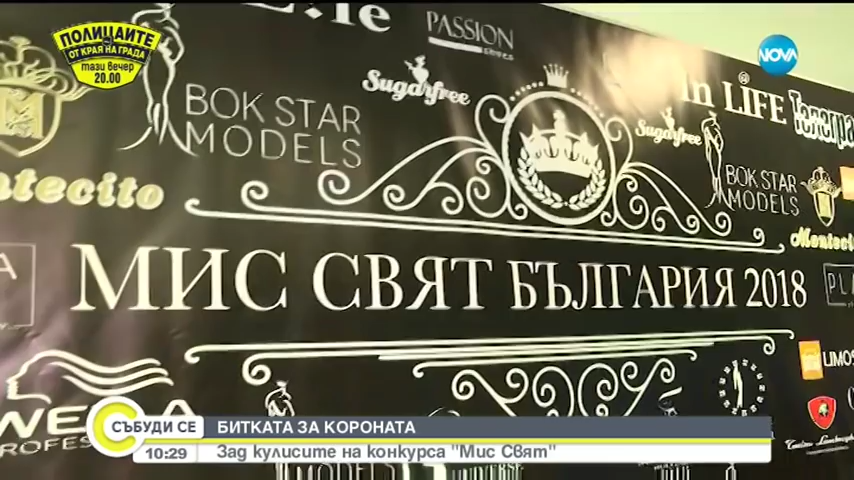 ПОЛИЦАИТЕ
ОТ КРАЯ НА ГРАДА
ТАЗИ ВЕЧЕР
20.00
PASSION
NOVA
Sugarfree
in LIFE
BOK STAR
MODELS
Sugarfree
BOK STAR
MODELS
МИС СВЯТ БЪЛГАРИЯ 2018
СЪБУДИ СЕ
БИТКАТА ЗА КОРОНАТА
10:29
Зад кулисите на конкурса "Мис Свят"